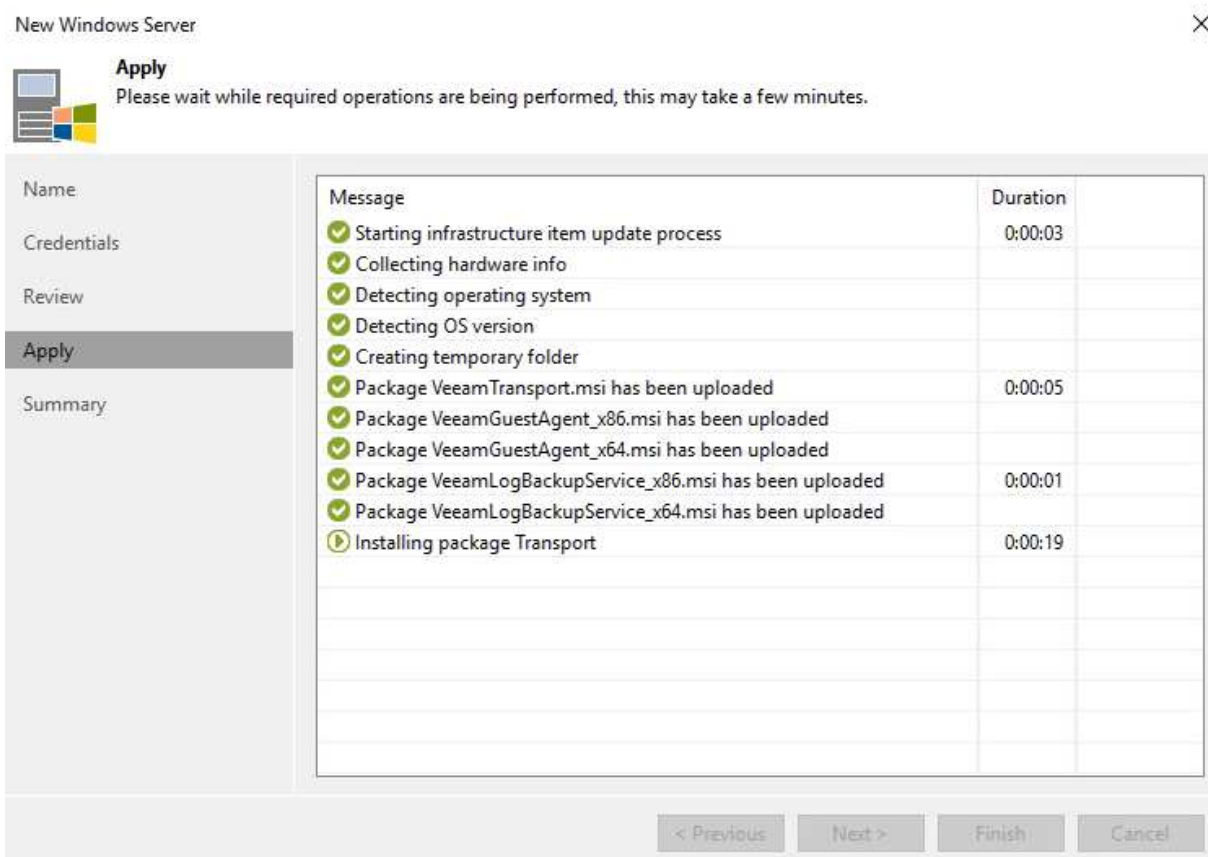 New Windows Server
Apply
Please wait while required operations are being performed, this may take a few minutes.
Name
Credentials
Review
Apply
Summary
Message Duration
Starting infrastructure item update process 0:00:03
Collecting hardware info
Detecting operating system
Detecting OS version
Creating temporary folder
Package VeeamTransport.msi has been uploaded 0:00:05
Package VeeamGuestAgent_x86.msi has been uploaded
Package VeeamGuestAgent_x64.msi has been uploaded
Package VeeamLogBackupService_x86.msi has been uploaded 0:00:01
Package VeeamLogBackupService_x64.msi has been uploaded
Installing package Transport 0:00:19
< Previous Next > Finish Cancel